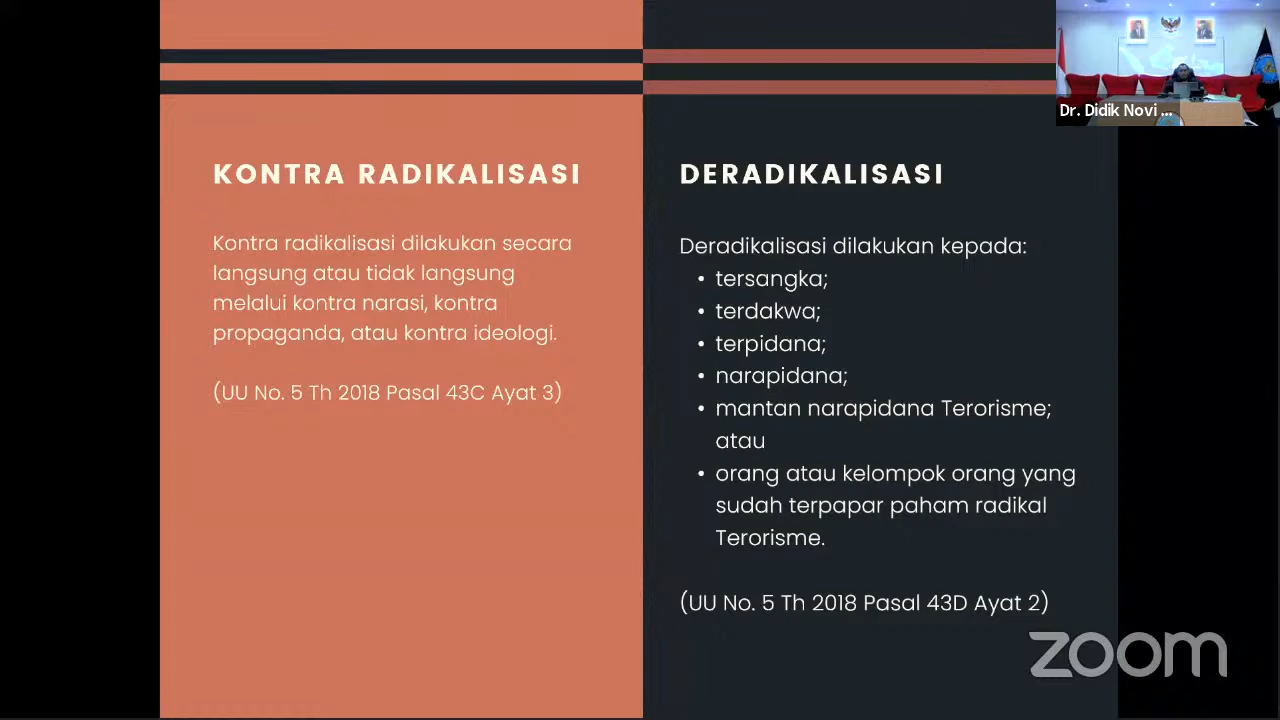 Dr. Didik Novi ...
KONTRA RADIKALISASI
Kontra radikalisasi dilakukan secara
langsung atau tidak langsung
melalui kontra narasi, kontra
propaganda, atau kontra ideologi.
(UU No. 5 Th 2018 Pasal 43C Ayat 3)
DERADIKALISASI
Deradikalisasi dilakukan kepada:
• tersangka;
• terdakwa;
• terpidana;
• narapidana;
• mantan narapidana Terorisme;
atau
• orang atau kelompok orang yang
sudah terpapar paham radikal
Terorisme.
(UU No. 5 Th 2018 Pasal 43D Ayat 2)
zoom